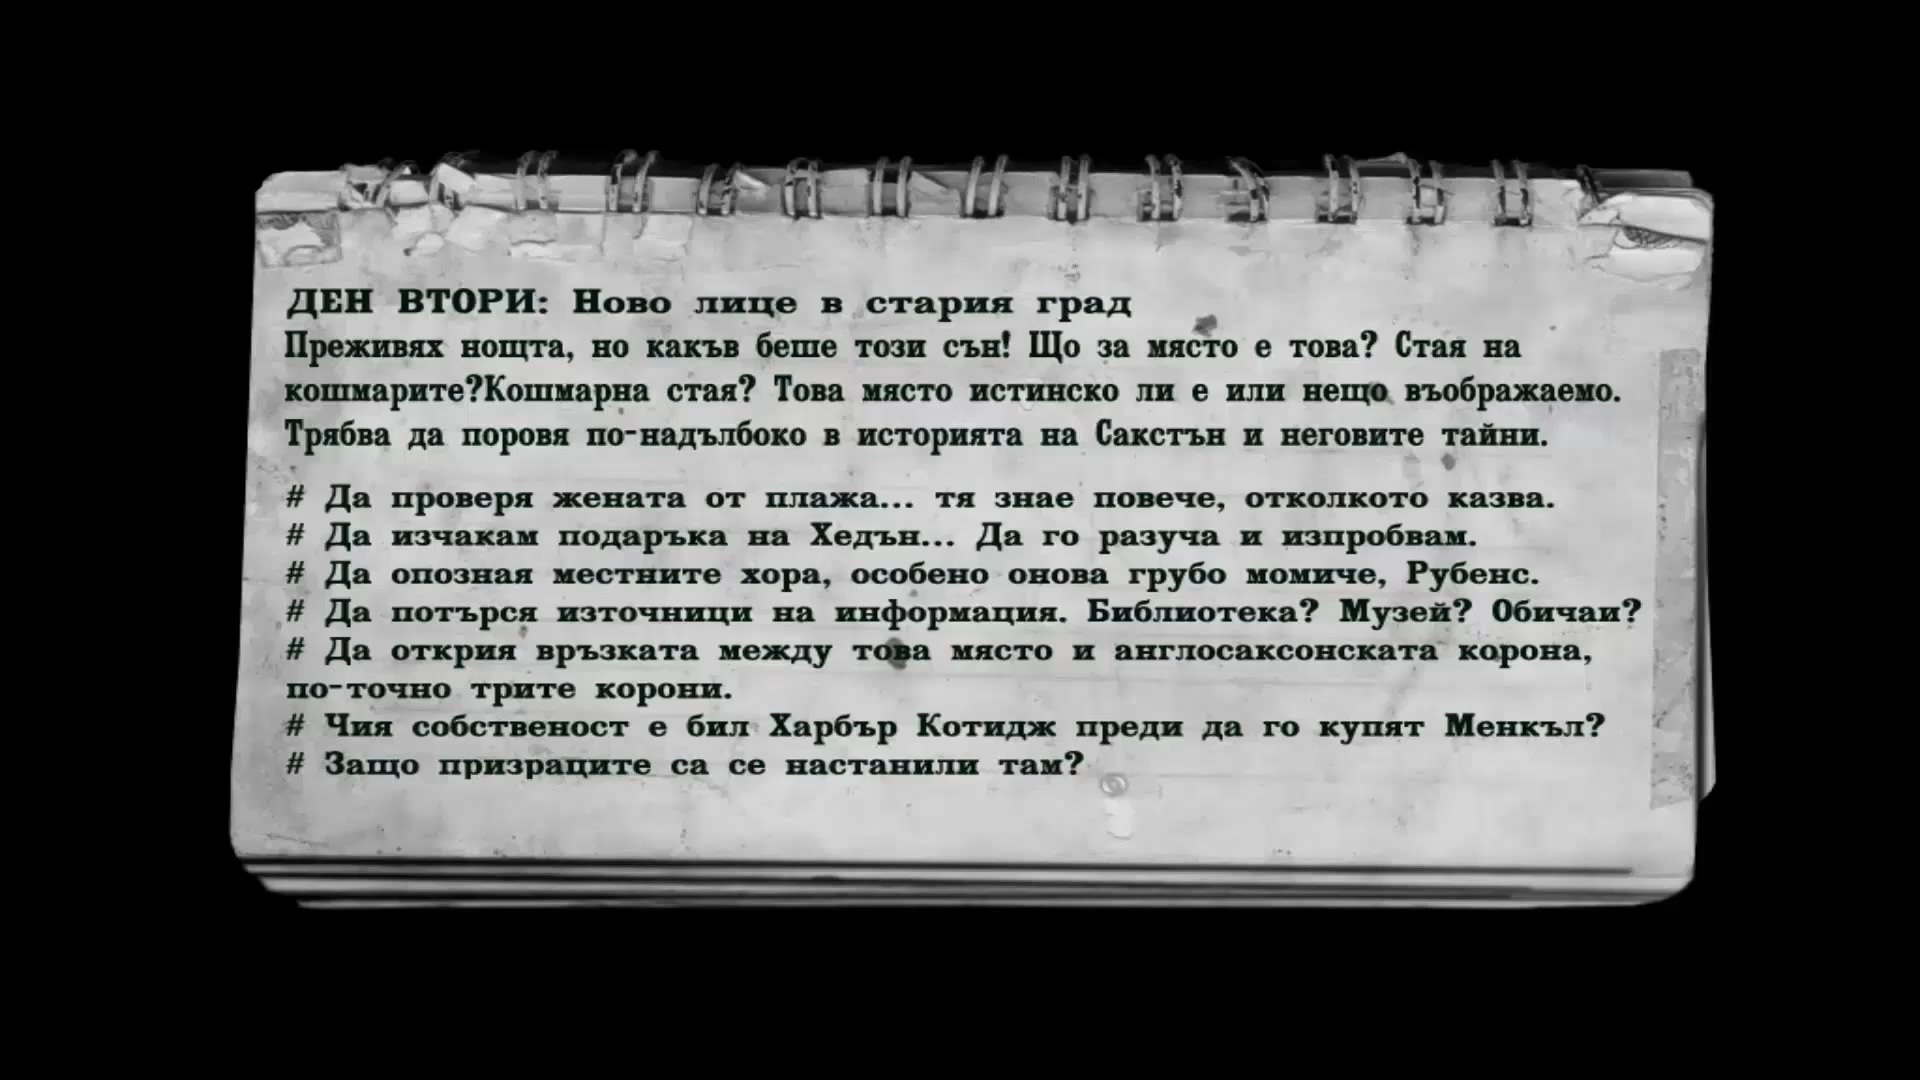 ДЕН ВТОРИ: Ново лице в стария град
Преживях нощта, но какъв беше този сън! Що за място е това? Стая на
кошмарите?Кошмарна стая? Това място истинско ли е или нещо въображаемо.
Трябва да поровя по-надълбоко в историята на Сакстън и неговите тайни.
# Да проверя жената от плажа... тя знае повече, отколкото казва.
# Да изчакам подаръка на Хедън... Да го разуча и изпробвам.
# Да опозная местните хора, особено онова грубо момиче, Рубенс.
# Да потърся източници на информация. Библиотека? Музей? Обичаи?
# Да открия връзката между това място и англосаксонската корона,
по-точно трите корони.
# Чия собственост е бил Харбър Котидж преди да го купят Менкъл?
# Защо призраците са се настанили там?